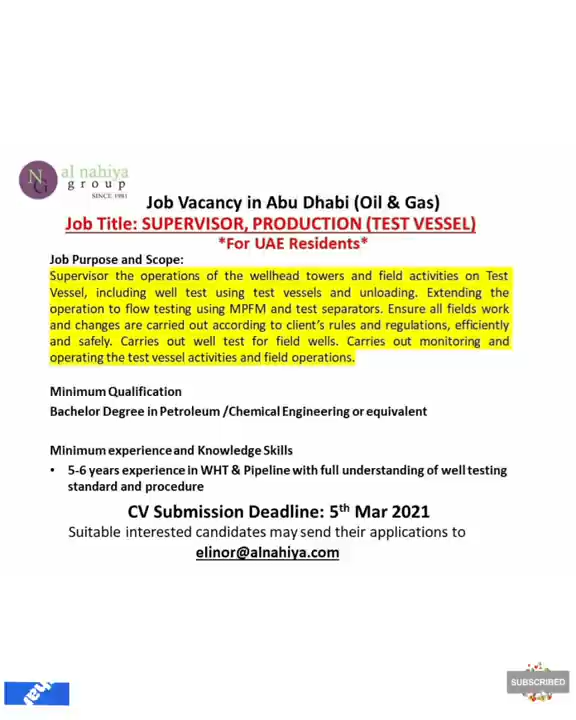 NG
al nahiya
group
SINCE 1981
Job Vacancy in Abu Dhabi (Oil & Gas)
Job Title: SUPERVISOR, PRODUCTION (TEST VESSEL)
*For UAE Residents*
Job Purpose and Scope:
Supervisor the operations of the wellhead towers and field activities on Test
Vessel, including well test using test vessels and unloading. Extending the
operation to flow testing using MPFM and test separators. Ensure all fields work
and changes are carried out according to client's rules and regulations, efficiently
and safely. Carries out well test for field wells. Carries out monitoring and
operating the test vessel activities and field operations.
Minimum Qualification
Bachelor Degree in Petroleum /Chemical Engineering or equivalent
Minimum experience and Knowledge Skills
• 5-6 years experience in WHT & Pipeline with full understanding of well testing
standard and procedure
CV Submission Deadline: 5th Mar 2021
Suitable interested candidates may send their applications to
elinor@alnahiya.com
SUBSCRIBED